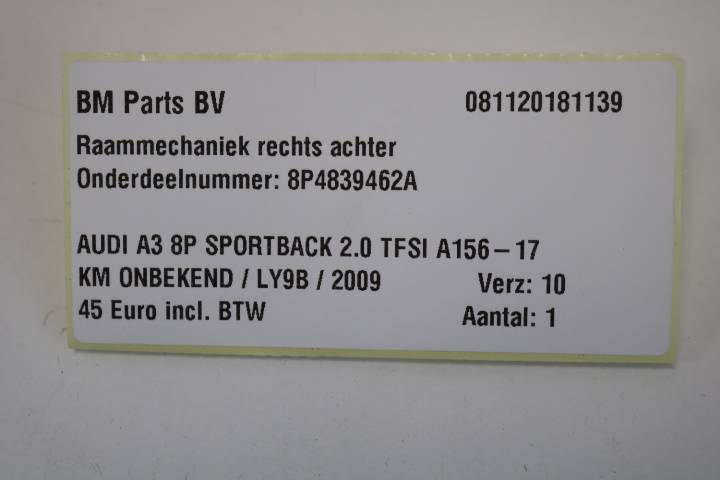 BM Parts BV 081120181139
Raammechaniek rechts achter
Onderdeelnummer: 8P4839462A
AUDI A3 8P SPORTBACK 2.0 TFSI A156-17
KM ONBEKEND / LY9B / 2009 Verz: 10
45 Euro incl. BTW Aantal: 1